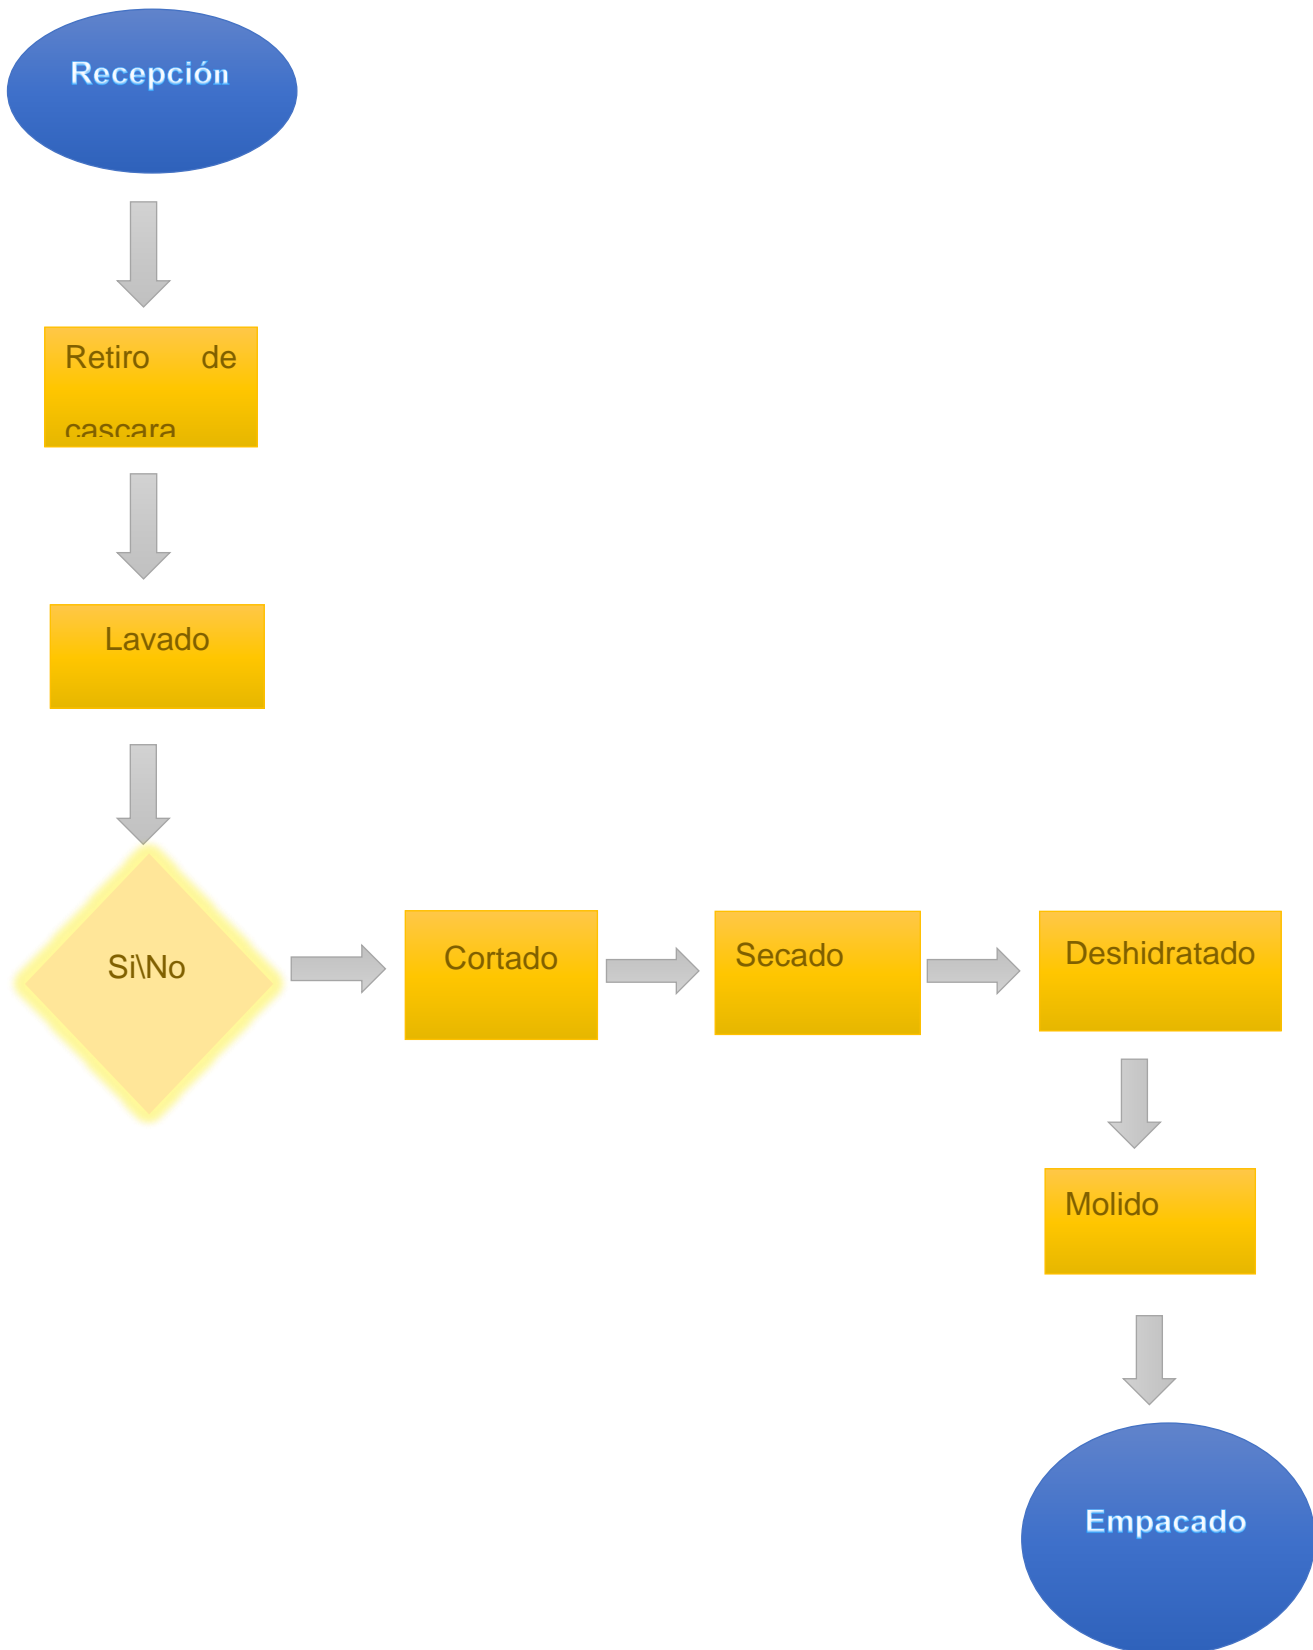 Recepción
Retiro de
cascara
Lavado
Si\No
Cortado
Secado
Deshidratado
Molido
Empacado